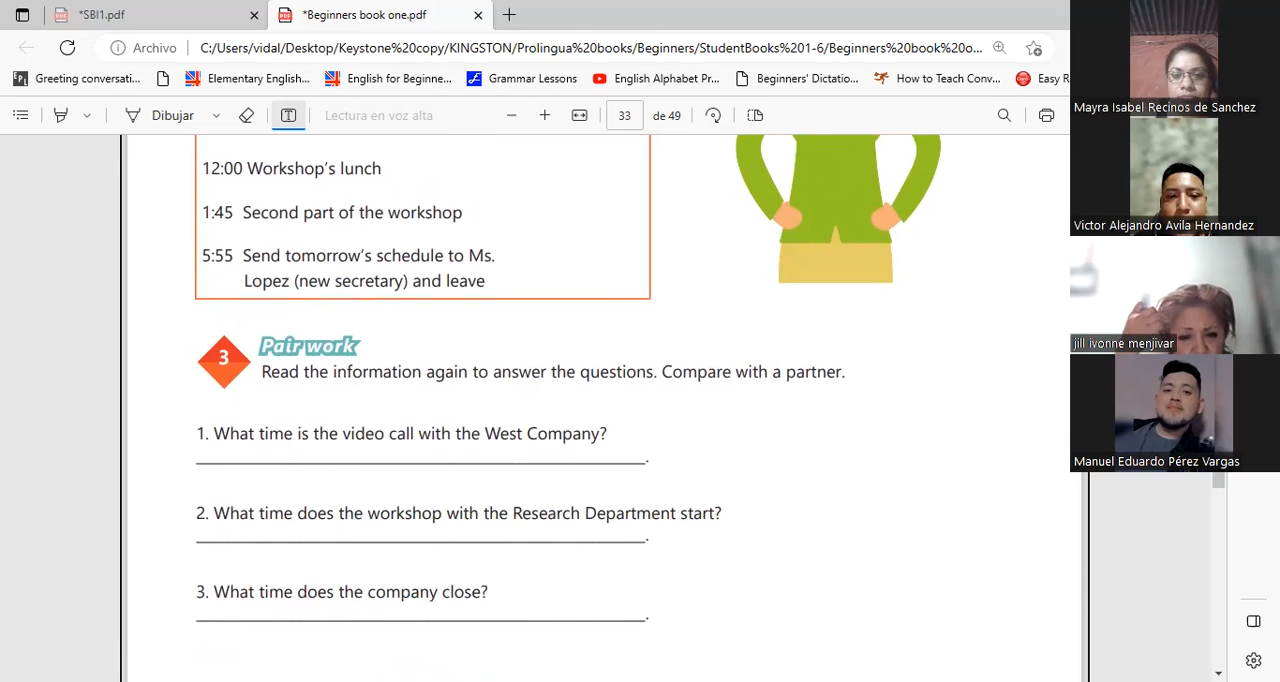 *SBI1.pdf
*Beginners book one.pdf
Archivo
C:/Users/vidal/Desktop/Keystone%20copy/KINGSTON/Prolingua%20books/Beginners/StudentBooks%201-6/Beginners%20book%20o...
Greeting conversati...
Elementary English...
English for Beginne...
Grammar Lessons
English Alphabet Pr...
Beginners' Dictatio...
How to Teach Conv...
Easy R
Dibujar
Lectura en voz alta
33
de 49
12:00 Workshop's lunch
1:45 Second part of the workshop
5:55 Send tomorrow's schedule to Ms.
Lopez (new secretary) and leave
3
Pair work
Read the information again to answer the questions. Compare with a partner.
1. What time is the video call with the West Company?
2. What time does the workshop with the Research Department start?
3. What time does the company close?
Mayra Isabel Recinos de Sanchez
Victor Alejandro Avila Hernandez
jill ivonne menjivar
Manuel Eduardo Pérez Vargas